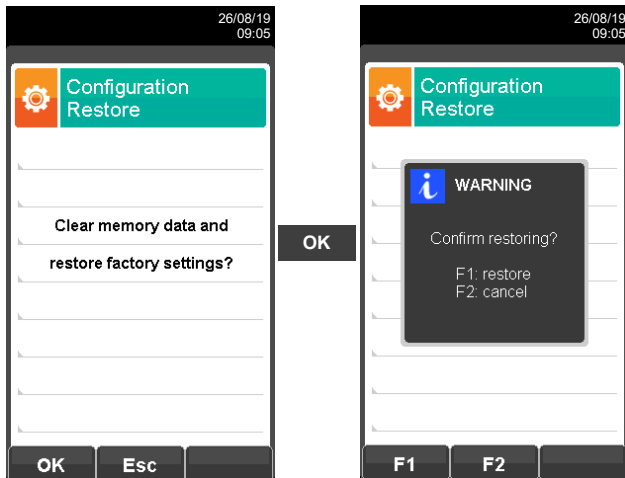 26/08/19
09:05
Configuration
Restore
Clear memory data and
restore factory settings?
OK
Esc
OK
26/08/19
09:05
Configuration
Restore
WARNING
Confirm restoring?
F1: restore
F2: cancel
F1
F2